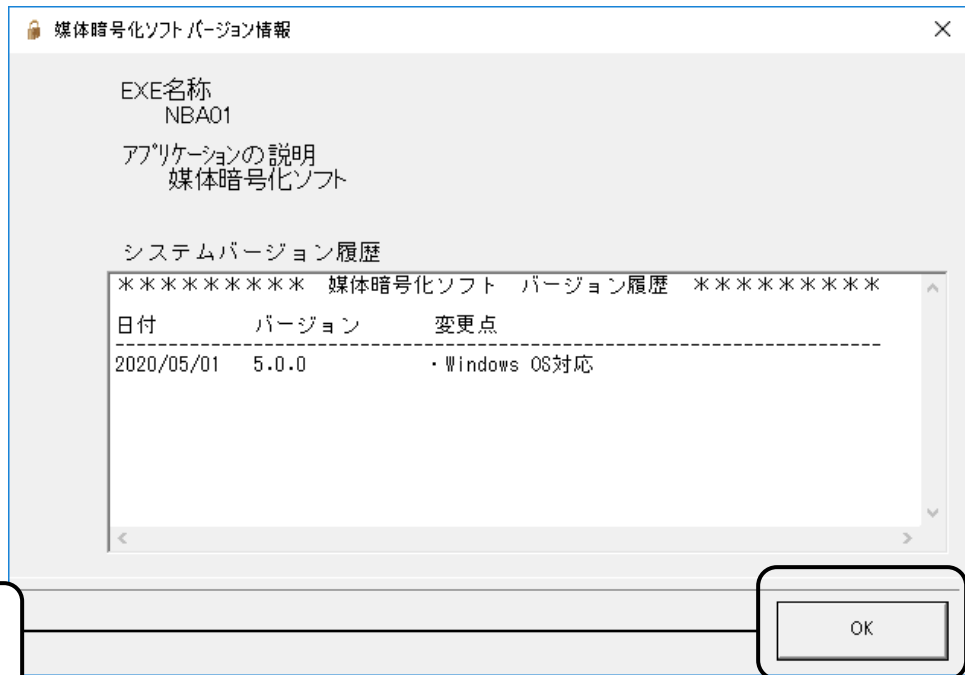 媒体暗号化ソフト バージョン情報
EXE名称
NBA01
アプリケーションの説明
媒体暗号化ソフト
システムバージョン履歴
********* 媒体暗号化ソフト バージョン履歴 *********
日付 バージョン 変更点
------------------------------------------------------------------------
2020/05/01 5.0.0 ・Windows OS対応
OK